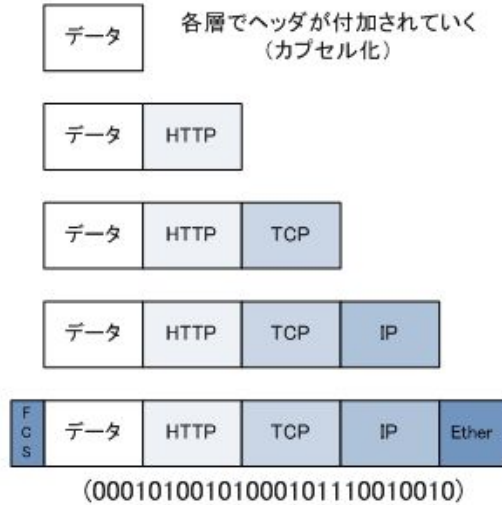 データ
各層でヘッダが付加されていく
(カプセル化)
データ HTTP
データ HTTP TCP
データ HTTP TCP IP
FCS データ HTTP TCP IP Ether
(00010100101000101110010010)